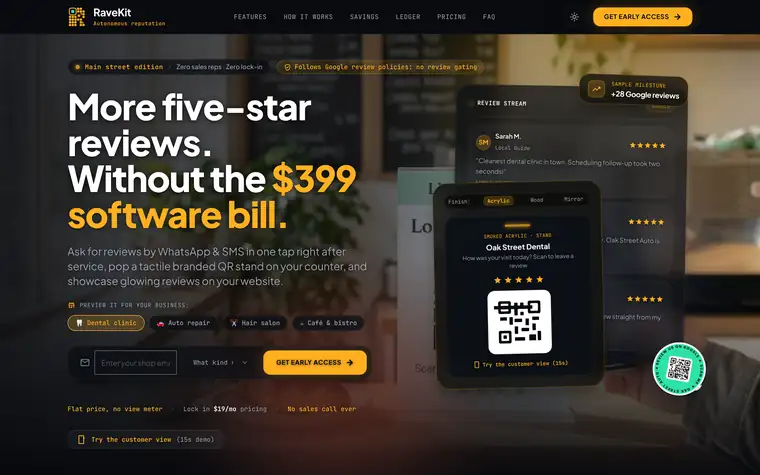 RaveKit
Autonomous reputation
FEATURES
HOW IT WORKS
SAVINGS
LEDGER
PRICING
FAQ
GET EARLY ACCESS →
Main street edition
Zero sales reps · Zero lock-in
Follows Google review policies: no review gating
More five-star
reviews.
Without the $399
software bill.
Ask for reviews by WhatsApp & SMS in one tap right after
service, pop a tactile branded QR stand on your counter, and
showcase glowing reviews on your website.
PREVIEW IT FOR YOUR BUSINESS:
Dental clinic
Auto repair
Hair salon
Café & bistro
Enter your shop em
What kind
GET EARLY ACCESS →
Flat price, no view meter
Lock in $19/mo pricing
No sales call ever
Try the customer view (15s demo)
SAMPLE MILESTONE
+28 Google reviews
REVIEW STREAM
SM
Sarah M.
Local Guide
"Cleanest dental clinic in town. Scheduling follow-up took two
seconds!"
Oak Street Auto is
straight from my
Finish:
Acrylic
Wood
Mirror
SMOKED ACRYLIC · STAND
Oak Street Dental
How was your visit today? Scan to leave a
review
Try the customer view (15s)